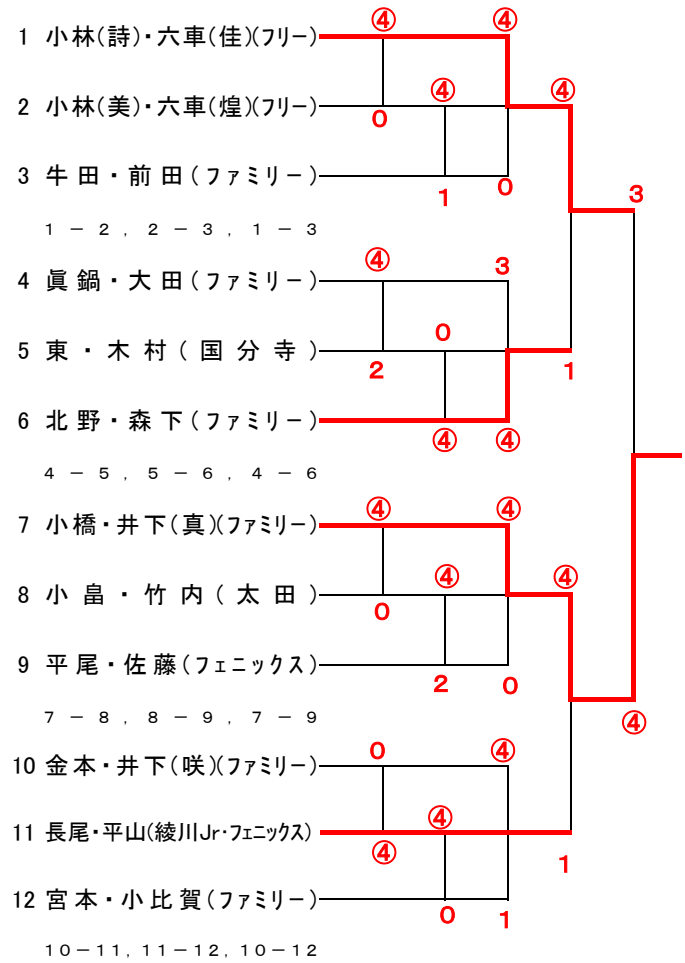 ④ ④
1 小林(詩)・六車(佳)(フリー)
④ ④
2 小林(美)・六車(煌)(フリー)
0
3 牛田・前田(ファミリー)
1 0 3
1 － 2 , 2 － 3 , 1 － 3
④ 3
4 眞鍋・大田(ファミリー)
0
5 東・木村(国分寺)
2 1
6 北野・森下(ファミリー)
④ ④
4 － 5 , 5 － 6 , 4 － 6
④ ④
7 小橋・井下(真)(ファミリー)
④ ④
8 小畠・竹内(太田)
0
9 平尾・佐藤(フェニックス)
2 0
7 － 8 , 8 － 9 , 7 － 9
④
0 ④
10 金本・井下(咲)(ファミリー)
④
11 長尾・平山(綾川Jr・フェニックス)
④ 1
12 宮本・小比賀(ファミリー)
0 1
10－11, 11－12, 10－12